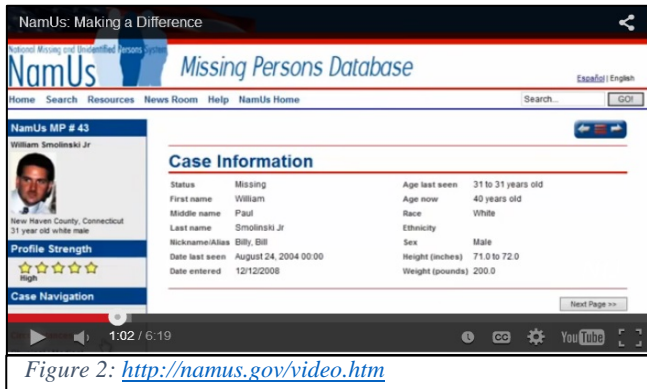 NamUs: Making a Difference
National Missing and Unidentified Persons System
NamUs
Missing Persons Database
Español | English
Home Search Resources News Room Help NamUs Home
Search... GO!
NamUs MP # 43
William Smolinski Jr
New Haven County, Connecticut
31 year old white male
Profile Strength
High
Case Navigation
Case Information
Status Missing
First name William
Middle name Paul
Last name Smolinski Jr
Nickname/Alias Billy, Bill
Date last seen August 24, 2004 00:00
Date entered 12/12/2008
Age last seen 31 to 31 years old
Age now 40 years old
Race White
Ethnicity
Sex Male
Height (inches) 71.0 to 72.0
Weight (pounds) 200.0
Next Page >>
1:02 / 6:19
CC
YouTube
Figure 2: http://namus.gov/video.htm